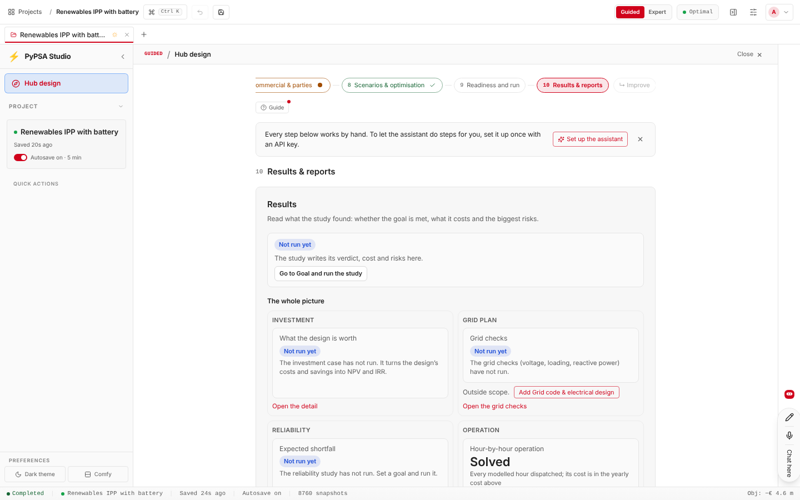 Projects / Renewables IPP with battery ⌘ Ctrl K Guided Expert Optimal A
Renewables IPP with batt...
PyPSA Studio
GUIDED / Hub design Close ×
Hub design
PROJECT
Renewables IPP with battery
Saved 20s ago
Autosave on · 5 min
QUICK ACTIONS
ommercial & parties
8 Scenarios & optimisation
9 Readiness and run
10 Results & reports
Improve
Guide
Every step below works by hand. To let the assistant do steps for you, set it up once with
an API key.
Set up the assistant
10 Results & reports
Results
Read what the study found: whether the goal is met, what it costs and the biggest risks.
Not run yet
The study writes its verdict, cost and risks here.
Go to Goal and run the study
The whole picture
INVESTMENT
What the design is worth
Not run yet
The investment case has not run. It turns the design's
costs and savings into NPV and IRR.
Open the detail
GRID PLAN
Grid checks
Not run yet
The grid checks (voltage, loading, reactive power)
have not run.
Outside scope. Add Grid code & electrical design
Open the grid checks
RELIABILITY
Expected shortfall
Not run yet
The reliability study has not run. Set a goal and run it.
OPERATION
Hour-by-hour operation
Solved
Every modelled hour dispatched; its cost is in the yearly
cost above
Chat here
PREFERENCES
Dark theme
Comfy
Completed Renewables IPP with battery Saved 24s ago Autosave on 8760 snapshots Obj: −€ 4.6